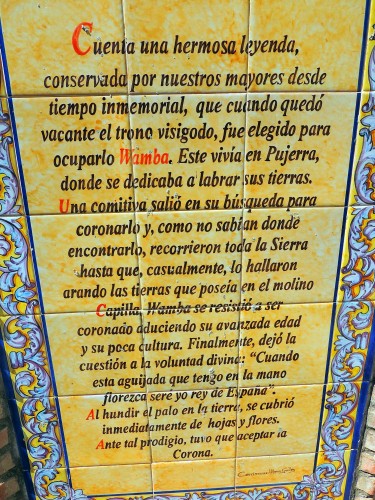 Cuenta una hermosa leyenda,
conservada por nuestros mayores desde
tiempo inmemorial, que cuando quedó
vacante el trono visigodo, fue elegido para
ocuparlo Wamba. Este vivía en Pujerra,
donde se dedicaba a labrar sus tierras.
Una comitiva salió en su búsqueda para
coronarlo y, como no sabían donde
encontrarlo, recorrieron toda la Sierra
hasta que, casualmente, lo hallaron
arando las tierras que poseía en el molino
Capilla, Wamba se resistió a ser
coronado aduciendo su avanzada edad
y su poca cultura. Finalmente, dejó la
cuestión a la voluntad divina: "Cuando
esta aguijada que tengo en la mano
florezca seré yo rey de España".
Al hundir el palo en la tierra, se cubrió
inmediatamente de hojas y flores.
Ante tal prodigio, tuvo que aceptar la
Corona.